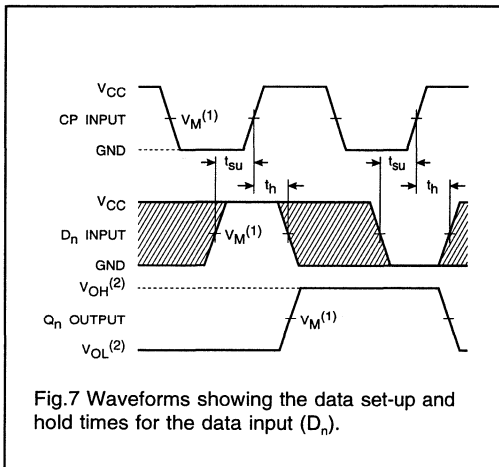 VCC
CP INPUT
VM(1)
GND
tsu
tsu
th
th
VCC
Dn INPUT
VM(1)
GND
VOH(2)
Qn OUTPUT
VM(1)
VOL(2)
Fig.7 Waveforms showing the data set-up and
hold times for the data input (Dn).